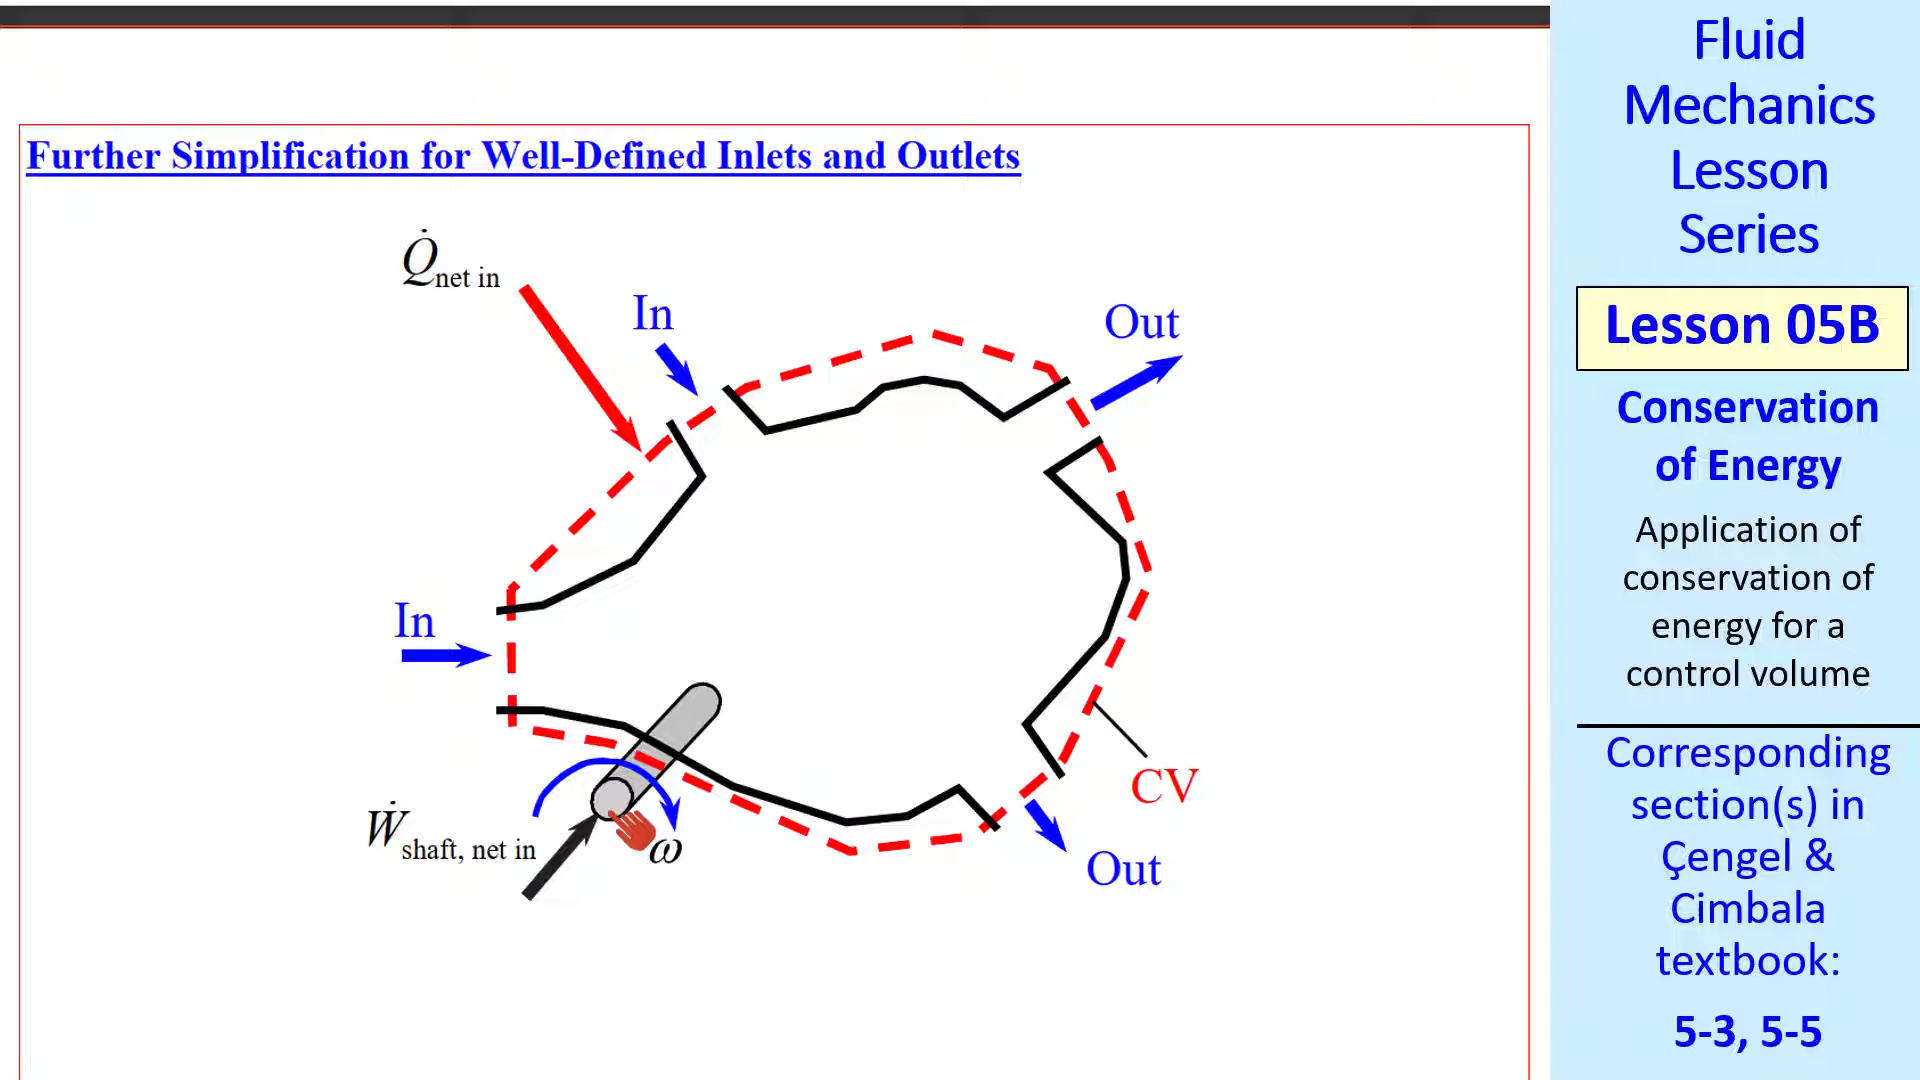 Further Simplification for Well-Defined Inlets and Outlets
Q̇net in
In
Out
In
Ẇshaft, net in
ω
CV
Out
Fluid
Mechanics
Lesson
Series
Lesson 05B
Conservation
of Energy
Application of
conservation of
energy for a
control volume
Corresponding
section(s) in
Çengel &
Cimbala
textbook:
5-3, 5-5